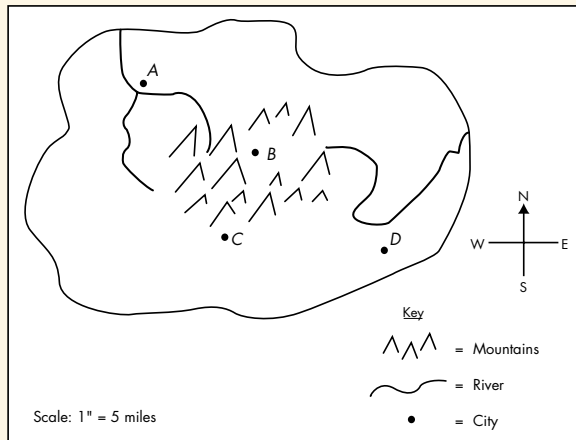 A
B
C
D
N
W
E
S
Key
= Mountains
= River
= City
Scale: 1" = 5 miles